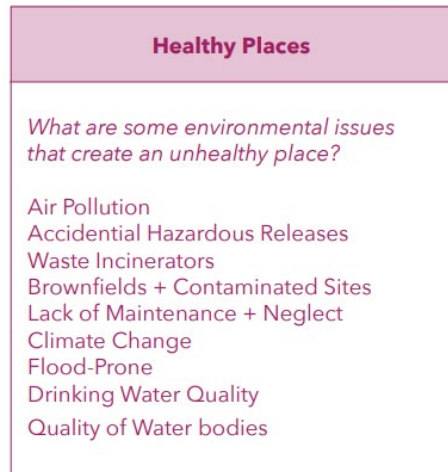 Healthy Places
What are some environmental issues
that create an unhealthy place?
Air Pollution
Accidential Hazardous Releases
Waste Incinerators
Brownfields + Contaminated Sites
Lack of Maintenance + Neglect
Climate Change
Flood-Prone
Drinking Water Quality
Quality of Water bodies